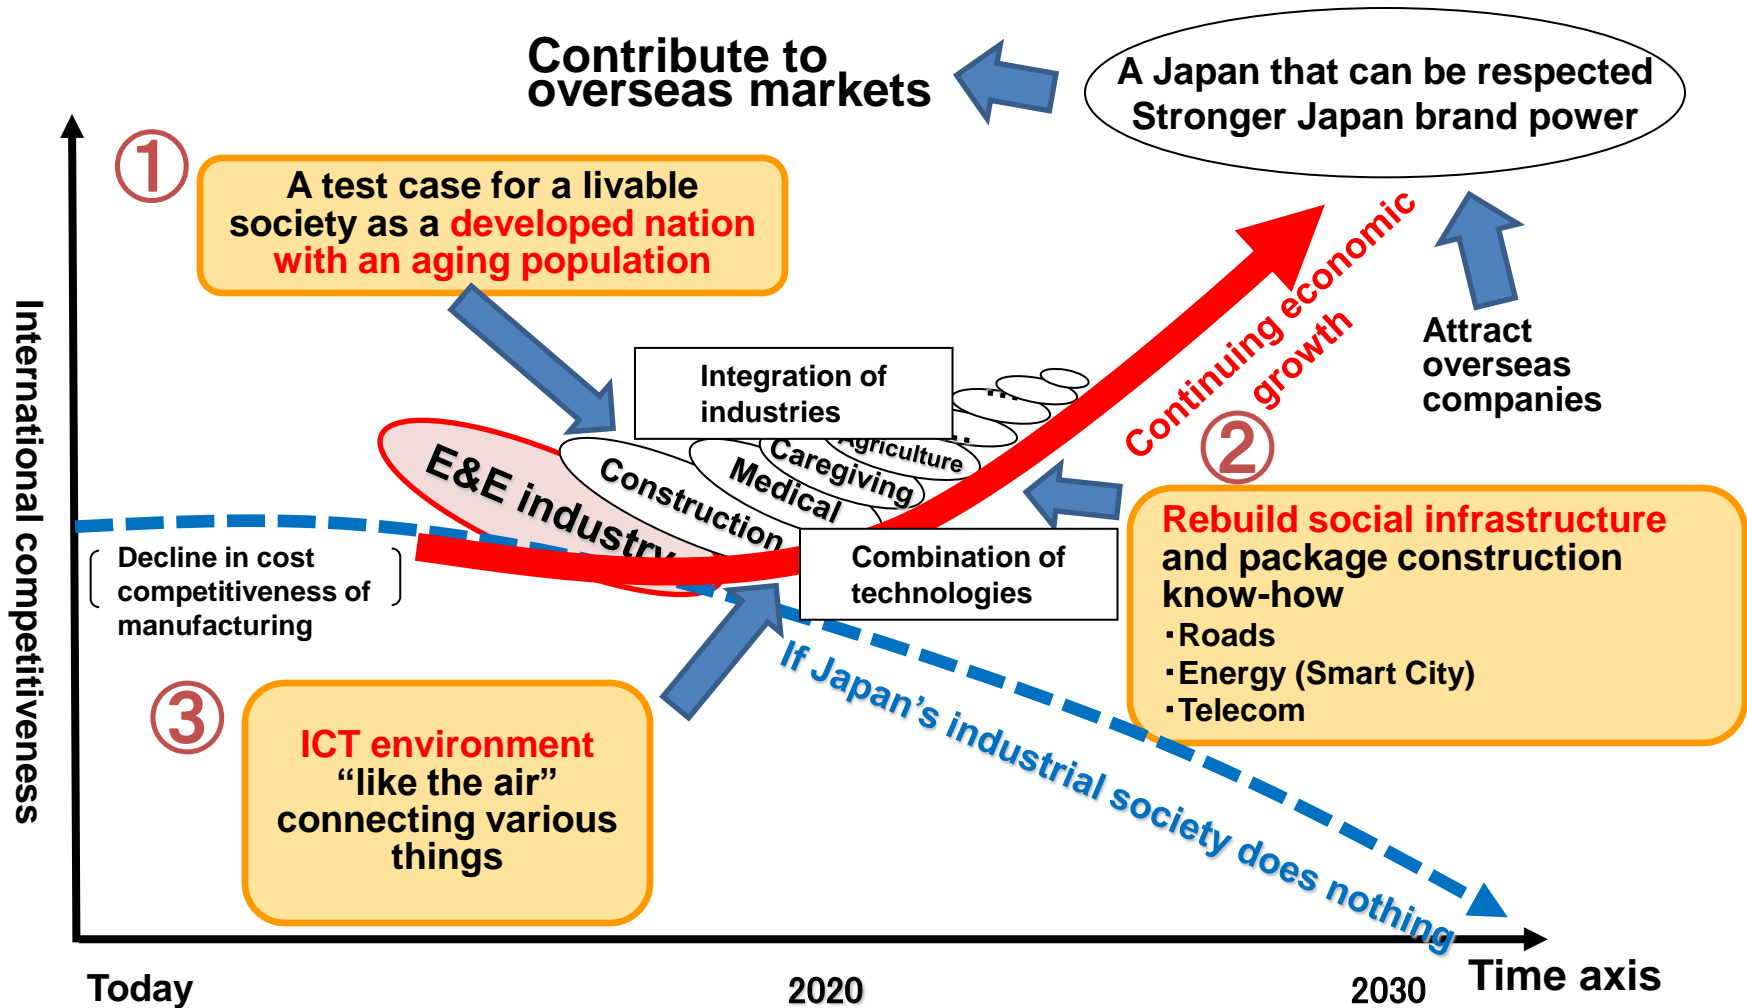 Contribute to
overseas markets
A Japan that can be respected
Stronger Japan brand power
①
A test case for a livable
society as a developed nation
with an aging population
International competitiveness
Integration of
industries
Continuing economic
growth
Attract
overseas
companies
...
..
E&E industry
Construction
Medical
Caregiving
Agriculture
②
Rebuild social infrastructure
and package construction
know-how
・Roads
・Energy (Smart City)
・Telecom
Decline in cost
competitiveness of
manufacturing
Combination of
technologies
③
ICT environment
“like the air”
connecting various
things
If Japan’s industrial society does nothing
Today
2020
2030
Time axis